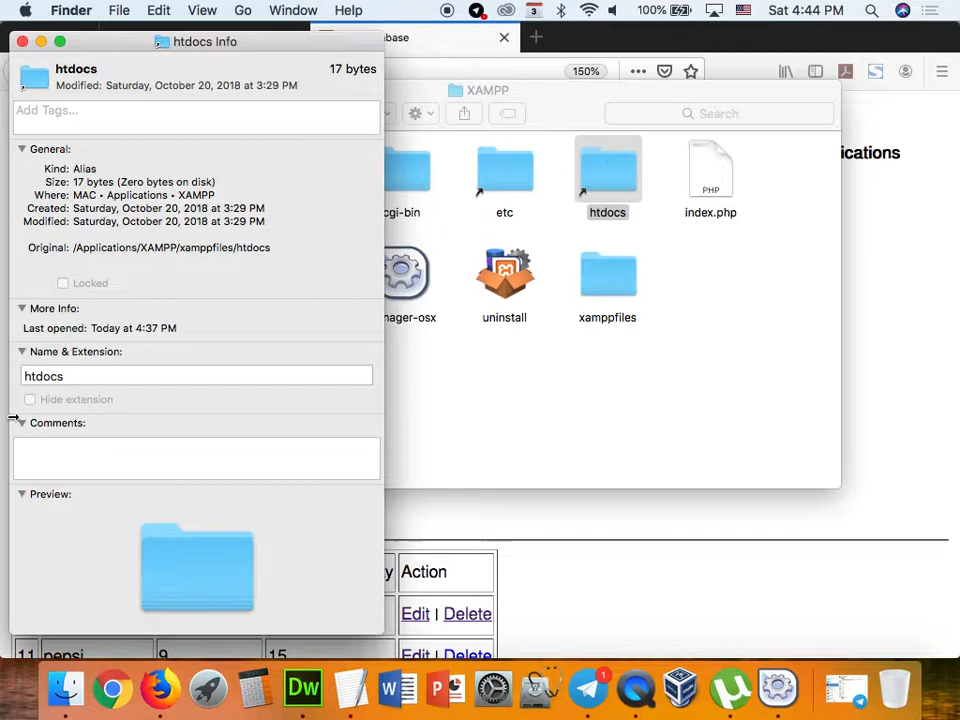 Finder File Edit View Go Window Help 3 100% Sat 4:44 PM
htdocs Info
base
htdocs 17 bytes
Modified: Saturday, October 20, 2018 at 3:29 PM
150%
XAMPP
Add Tags...
Search
General:
Kind: Alias
Size: 17 bytes (Zero bytes on disk)
Where: MAC ▸ Applications ▸ XAMPP
Created: Saturday, October 20, 2018 at 3:29 PM
Modified: Saturday, October 20, 2018 at 3:29 PM
Original: /Applications/XAMPP/xamppfiles/htdocs
Locked
More Info:
Last opened: Today at 4:37 PM
Name & Extension:
htdocs
Hide extension
Comments:
Preview:
PHP
cgi-bin etc htdocs index.php
nager-osx uninstall xamppfiles
ications
y Action
Edit | Delete
11 pepsi 9 15 Edit | Delete
Dw
1